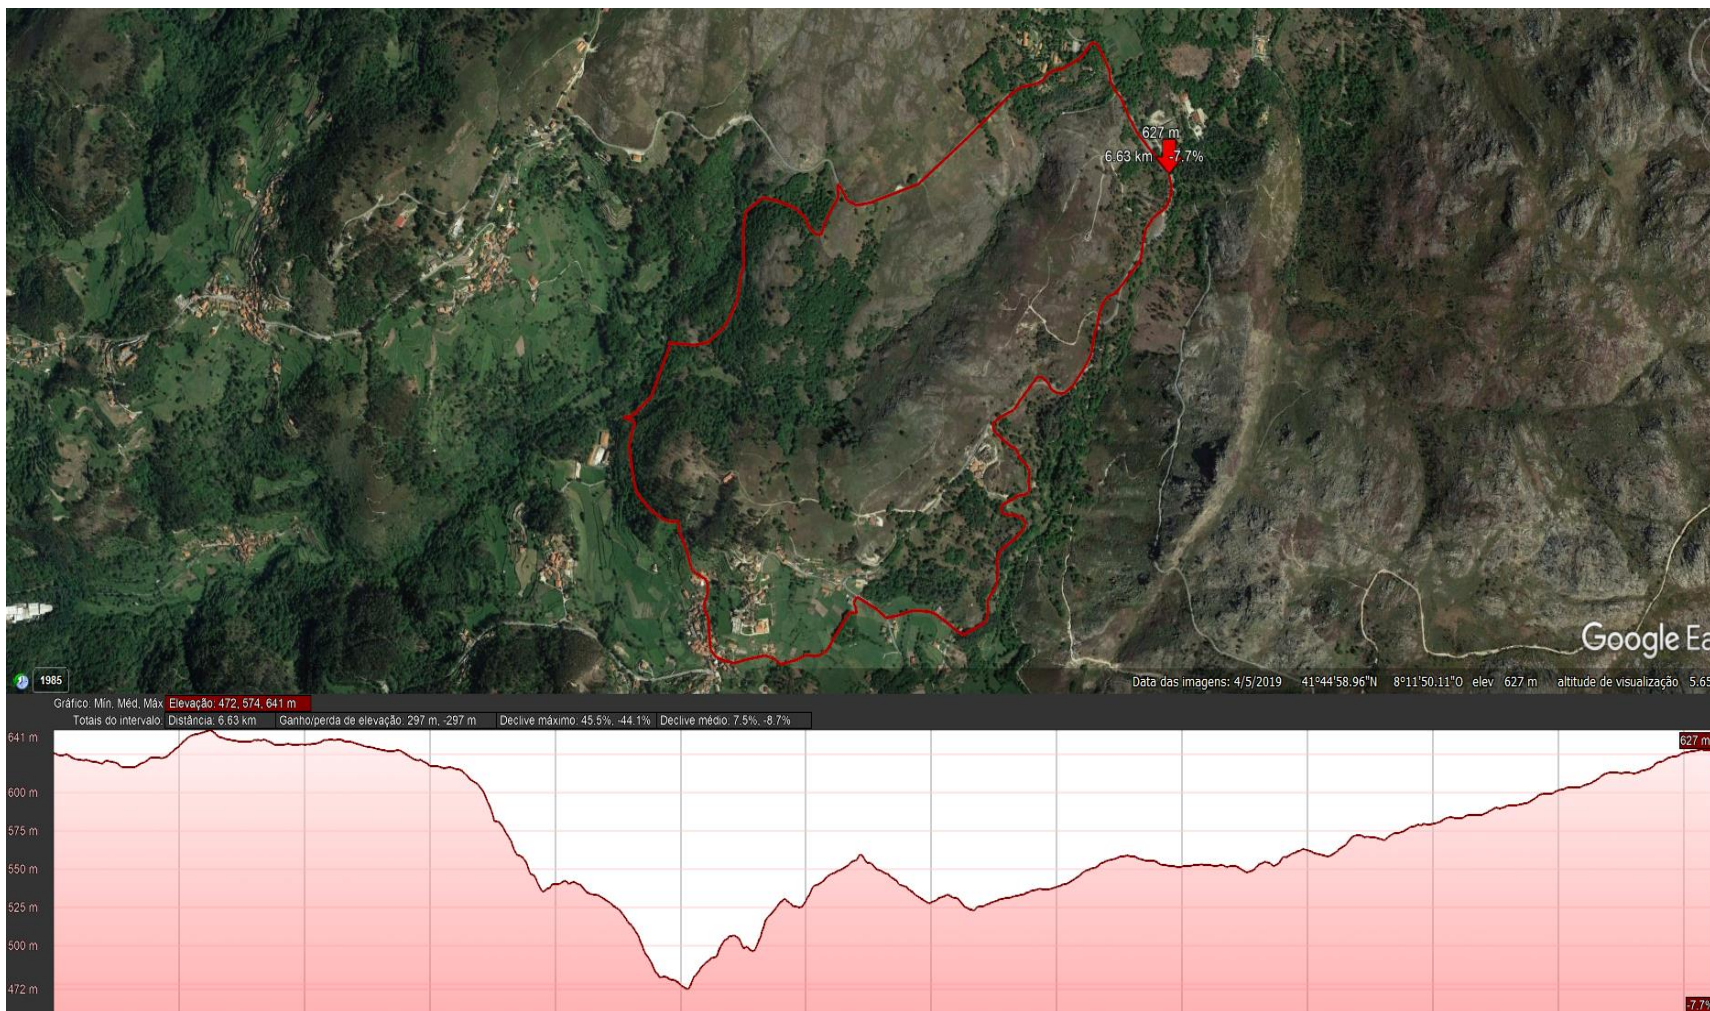 627 m
6.63 km -7.7%
Google Ea
1985
Data das imagens: 4/5/2019 41°44'58.96"N 8°11'50.11"O elev 627 m altitude de visualização 5.65
Gráfico: Mín, Méd, Máx Elevação: 472, 574, 641 m
Totais do intervalo: Distância: 6.63 km Ganho/perda de elevação: 297 m, -297 m Declive máximo: 45.5%, -44.1% Declive médio: 7.5%, -8.7%
641 m
627 m
600 m
575 m
550 m
525 m
500 m
472 m
-7.7%